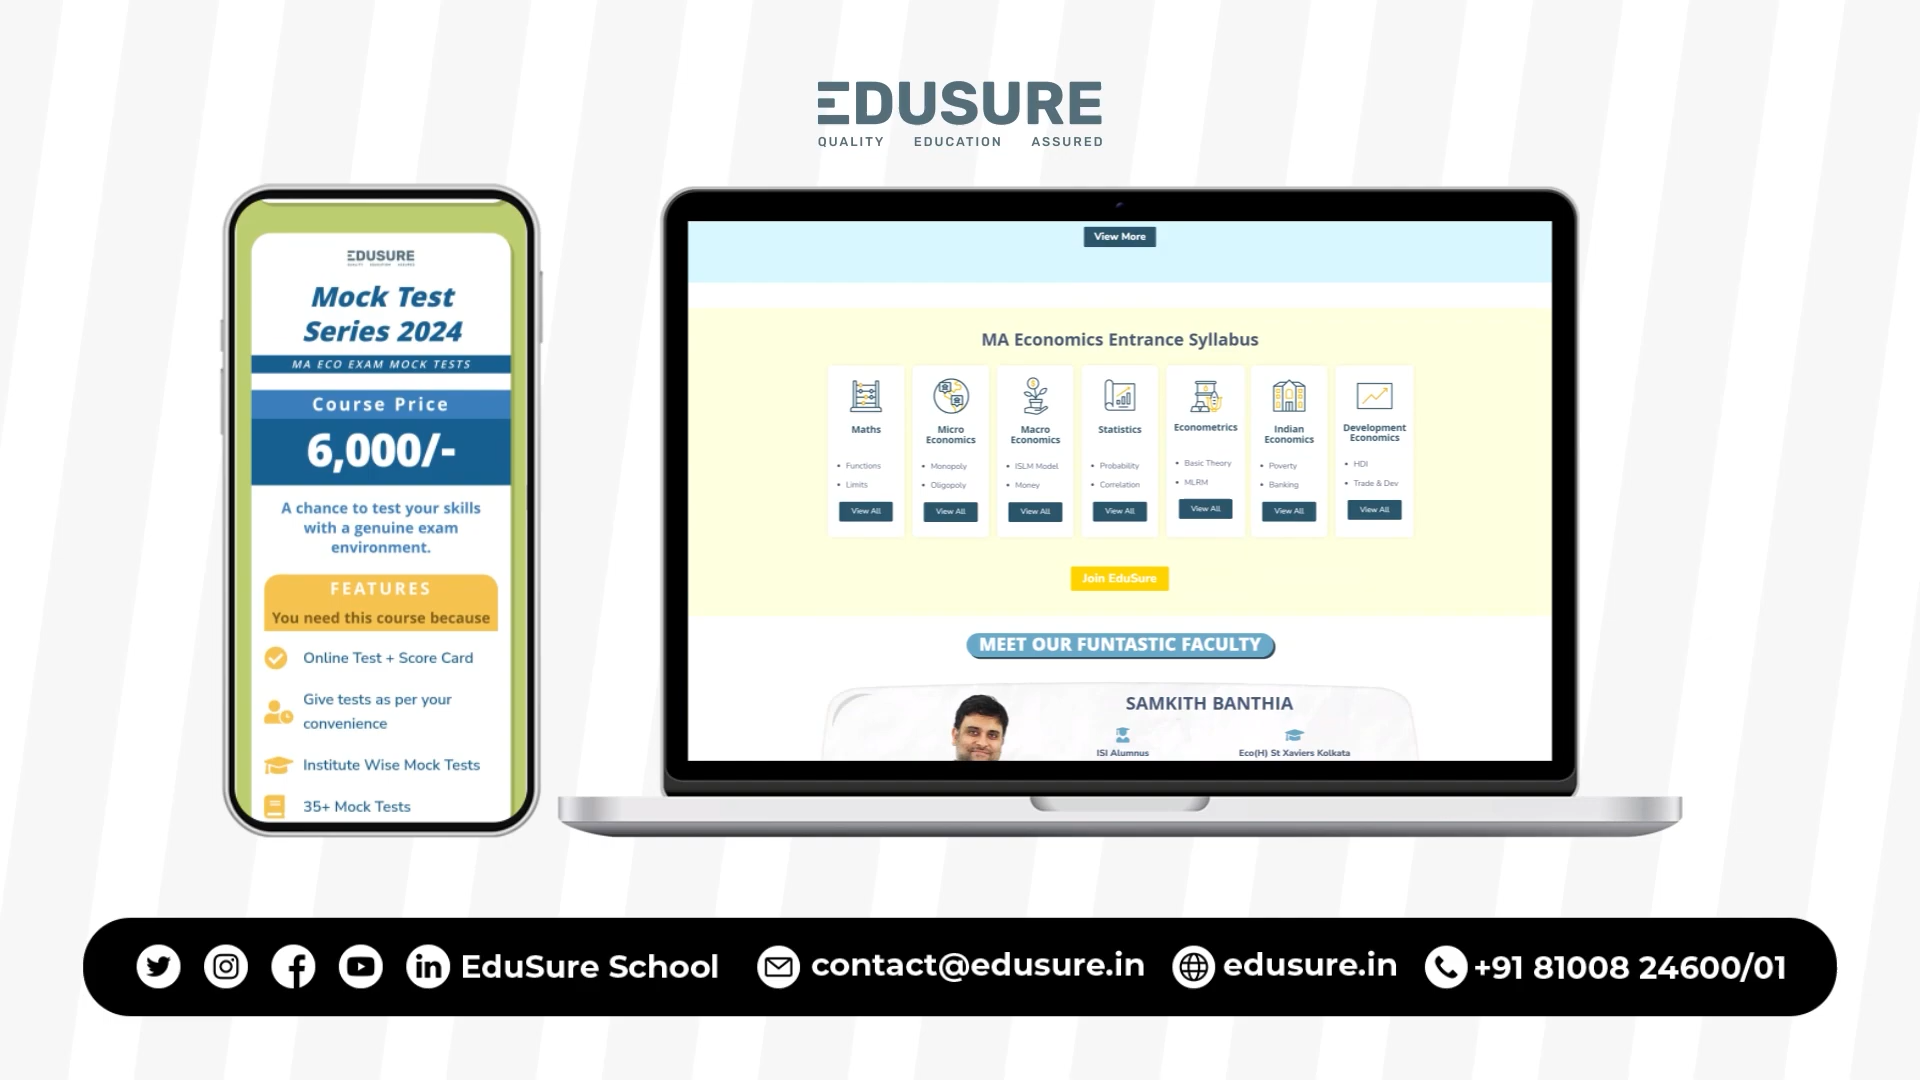 EDUSURE
QUALITY EDUCATION ASSURED
EDUSURE
Mock Test
Series 2024
MA ECO EXAM MOCK TESTS
Course Price
6,000/-
A chance to test your skills
with a genuine exam
environment.
FEATURES
You need this course because
Online Test + Score Card
Give tests as per your
convenience
Institute Wise Mock Tests
35+ Mock Tests
View More
MA Economics Entrance Syllabus
Maths
• Functions
• Limits
View All
Micro
Economics
• Monopoly
• Oligopoly
View All
Macro
Economics
• ISLM Model
• Money
View All
Statistics
• Probability
• Correlation
View All
Econometrics
• Basic Theory
• MLRM
View All
Indian
Economics
• Poverty
• Banking
View All
Development
Economics
• HDI
• Trade & Dev
View All
Join EduSure
MEET OUR FUNTASTIC FACULTY
SAMKITH BANTHIA
ISI Alumnus
Eco(H) St Xaviers Kolkata
EduSure School
contact@edusure.in
edusure.in
+91 81008 24600/01